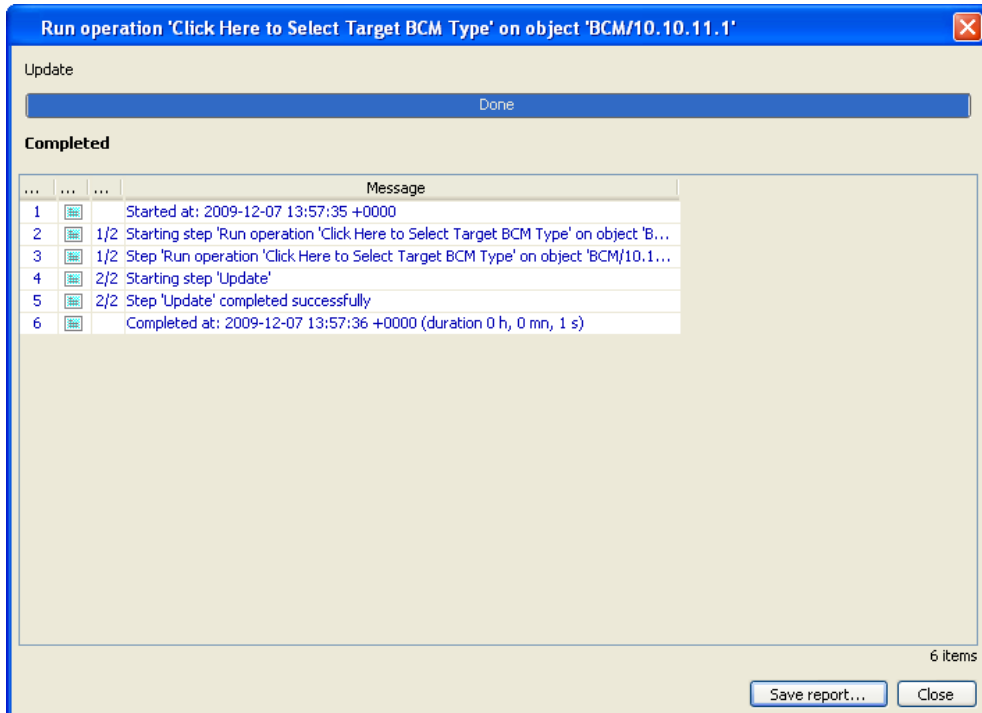 Run operation 'Click Here to Select Target BCM Type' on object 'BCM/10.10.11.1'
Update
Done
Completed
... ... ... Message
1 Started at: 2009-12-07 13:57:35 +0000
2 1/2 Starting step 'Run operation 'Click Here to Select Target BCM Type' on object 'B...
3 1/2 Step 'Run operation 'Click Here to Select Target BCM Type' on object 'BCM/10.1...
4 2/2 Starting step 'Update'
5 2/2 Step 'Update' completed successfully
6 Completed at: 2009-12-07 13:57:36 +0000 (duration 0 h, 0 mn, 1 s)
6 items
Save report... Close